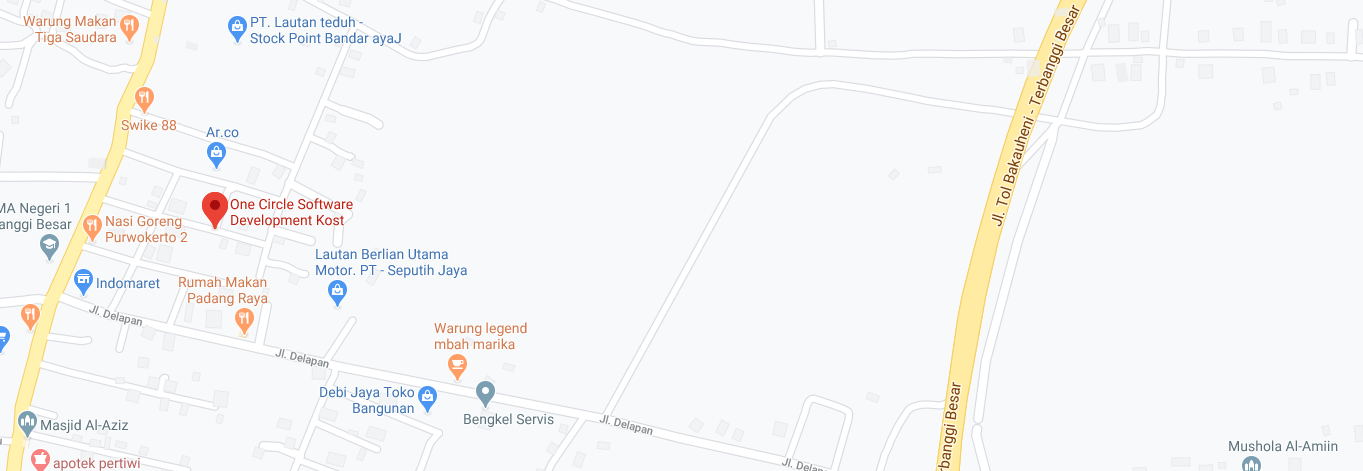 Warung Makan
Tiga Saudara
PT. Lautan teduh -
Stock Point Bandar ayaJ
Jl. Tol Bakauheni - Terbanggi Besar
Swike 88
Ar.co
MA Negeri 1
anggi Besar
One Circle Software
Development Kost
Nasi Goreng
Purwokerto 2
Lautan Berlian Utama
Motor. PT - Seputih Jaya
Indomaret
Rumah Makan
Padang Raya
Jl. Delapan
Warung legend
mbah marika
Jl. Delapan
Debi Jaya Toko
Bangunan
Bengkel Servis
Jl. Delapan
rbanggi Besar
Masjid Al-Aziz
Mushola Al-Amiin
apotek pertiwi
Jl. Delapan